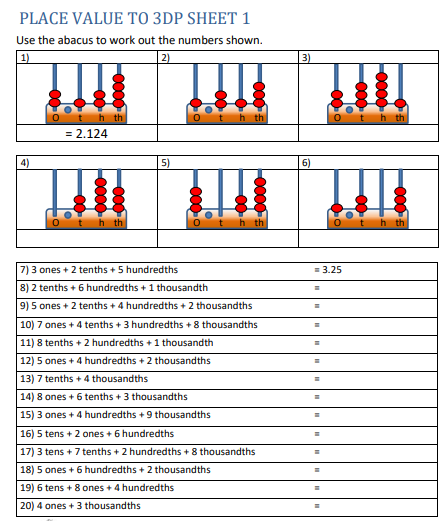 PLACE VALUE TO 3DP SHEET 1
Use the abacus to work out the numbers shown.
1) 2) 3)
O t h th O t h th O t h th
= 2.124
4) 5) 6)
O t h th O t h th O t h th
7) 3 ones + 2 tenths + 5 hundredths = 3.25
8) 2 tenths + 6 hundredths + 1 thousandth =
9) 5 ones + 2 tenths + 4 hundredths + 2 thousandths =
10) 7 ones + 4 tenths + 3 hundredths + 8 thousandths =
11) 8 tenths + 2 hundredths + 1 thousandth =
12) 5 ones + 4 hundredths + 2 thousandths =
13) 7 tenths + 4 thousandths =
14) 8 ones + 6 tenths + 3 thousandths =
15) 3 ones + 4 hundredths + 9 thousandths =
16) 5 tens + 2 ones + 6 hundredths =
17) 3 tens + 7 tenths + 2 hundredths + 8 thousandths =
18) 5 ones + 6 hundredths + 2 thousandths =
19) 6 tens + 8 ones + 4 hundredths =
20) 4 ones + 3 thousandths =